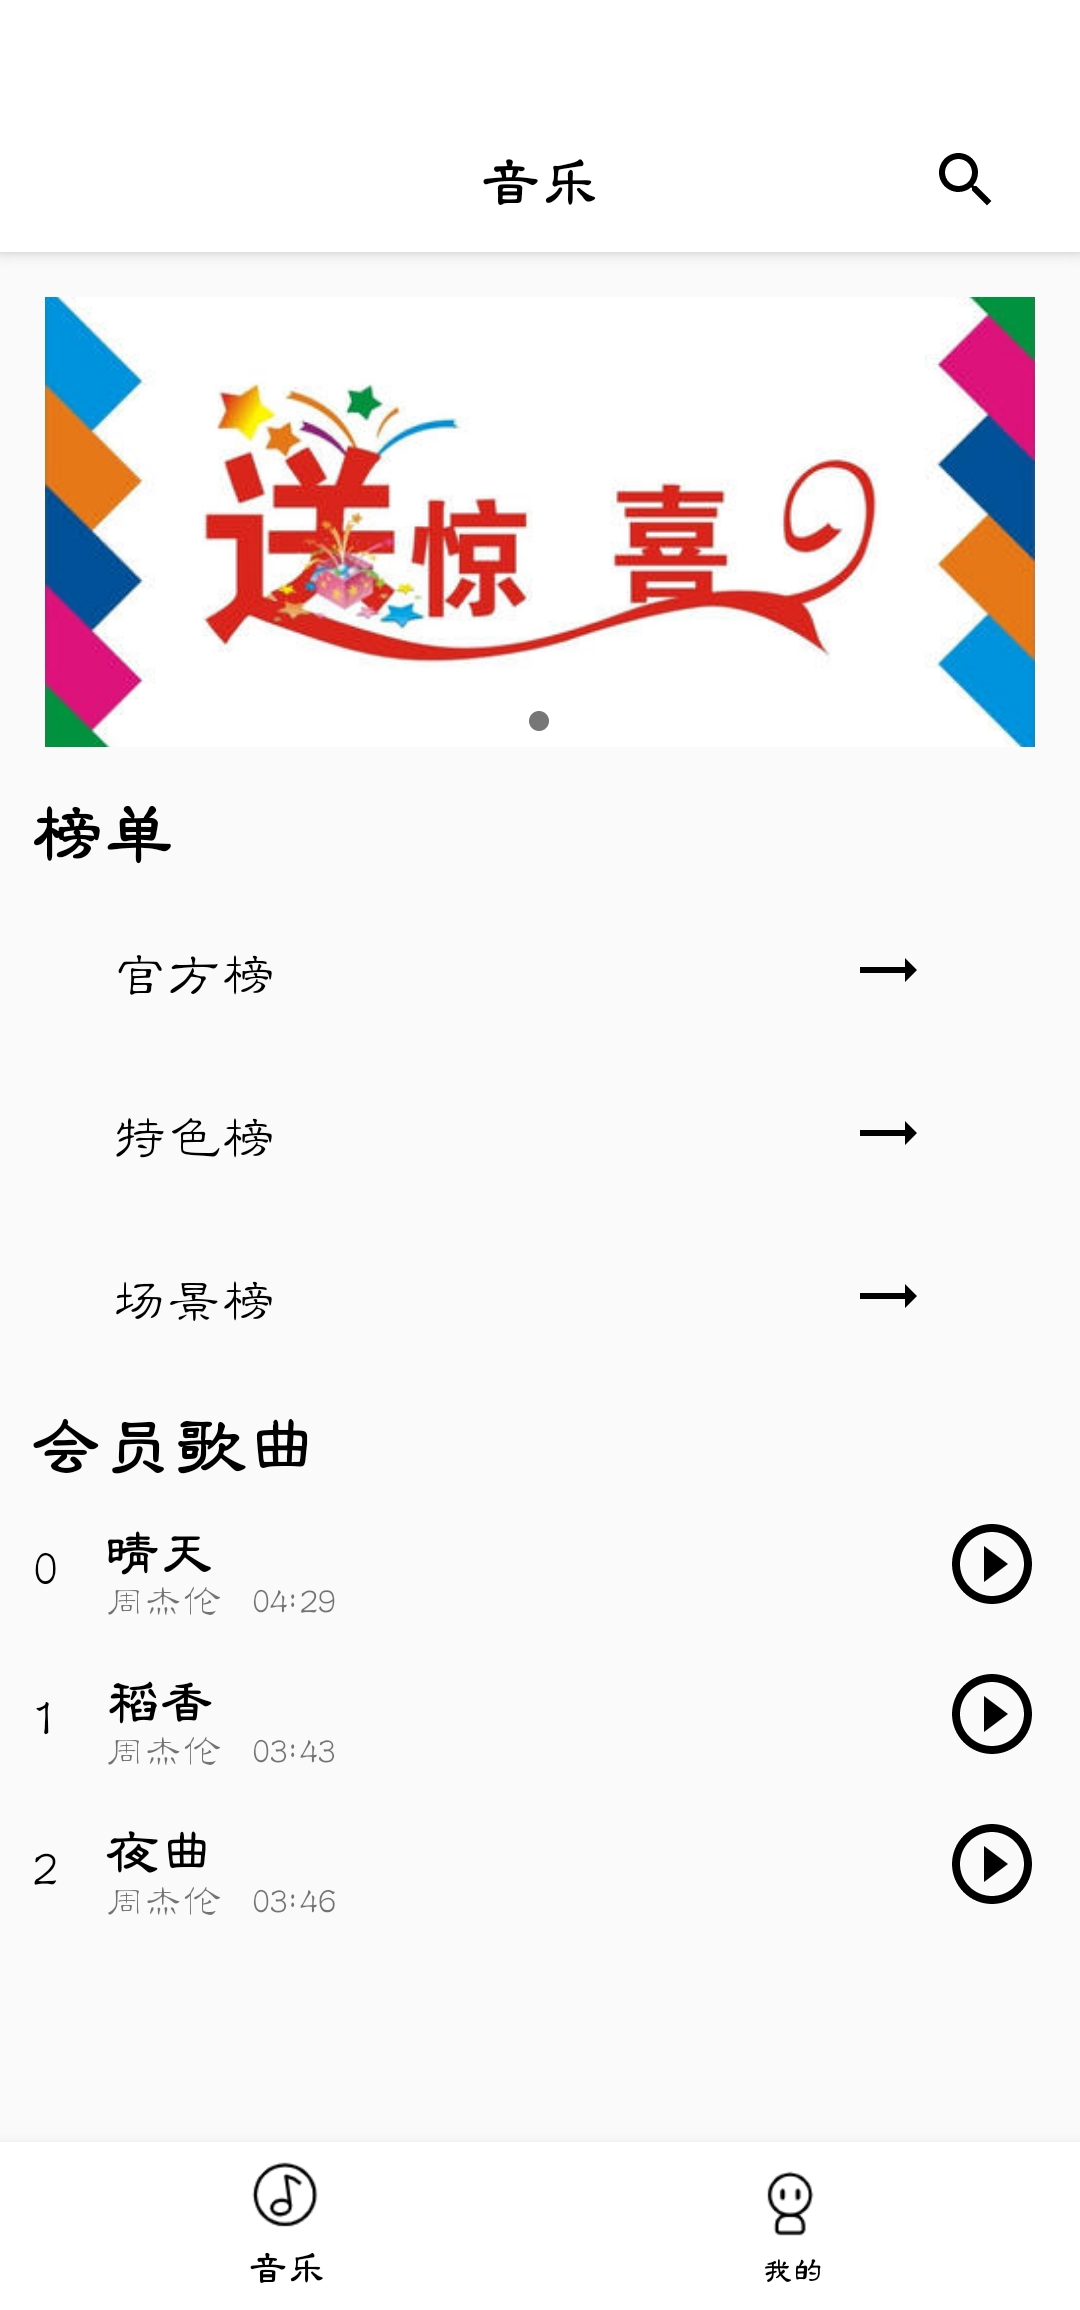 音乐
送惊 喜
榜单
官方榜
特色榜
场景榜
会员歌曲
0 晴天
周杰伦 04:29
1 稻香
周杰伦 03:43
2 夜曲
周杰伦 03:46
音乐 我的